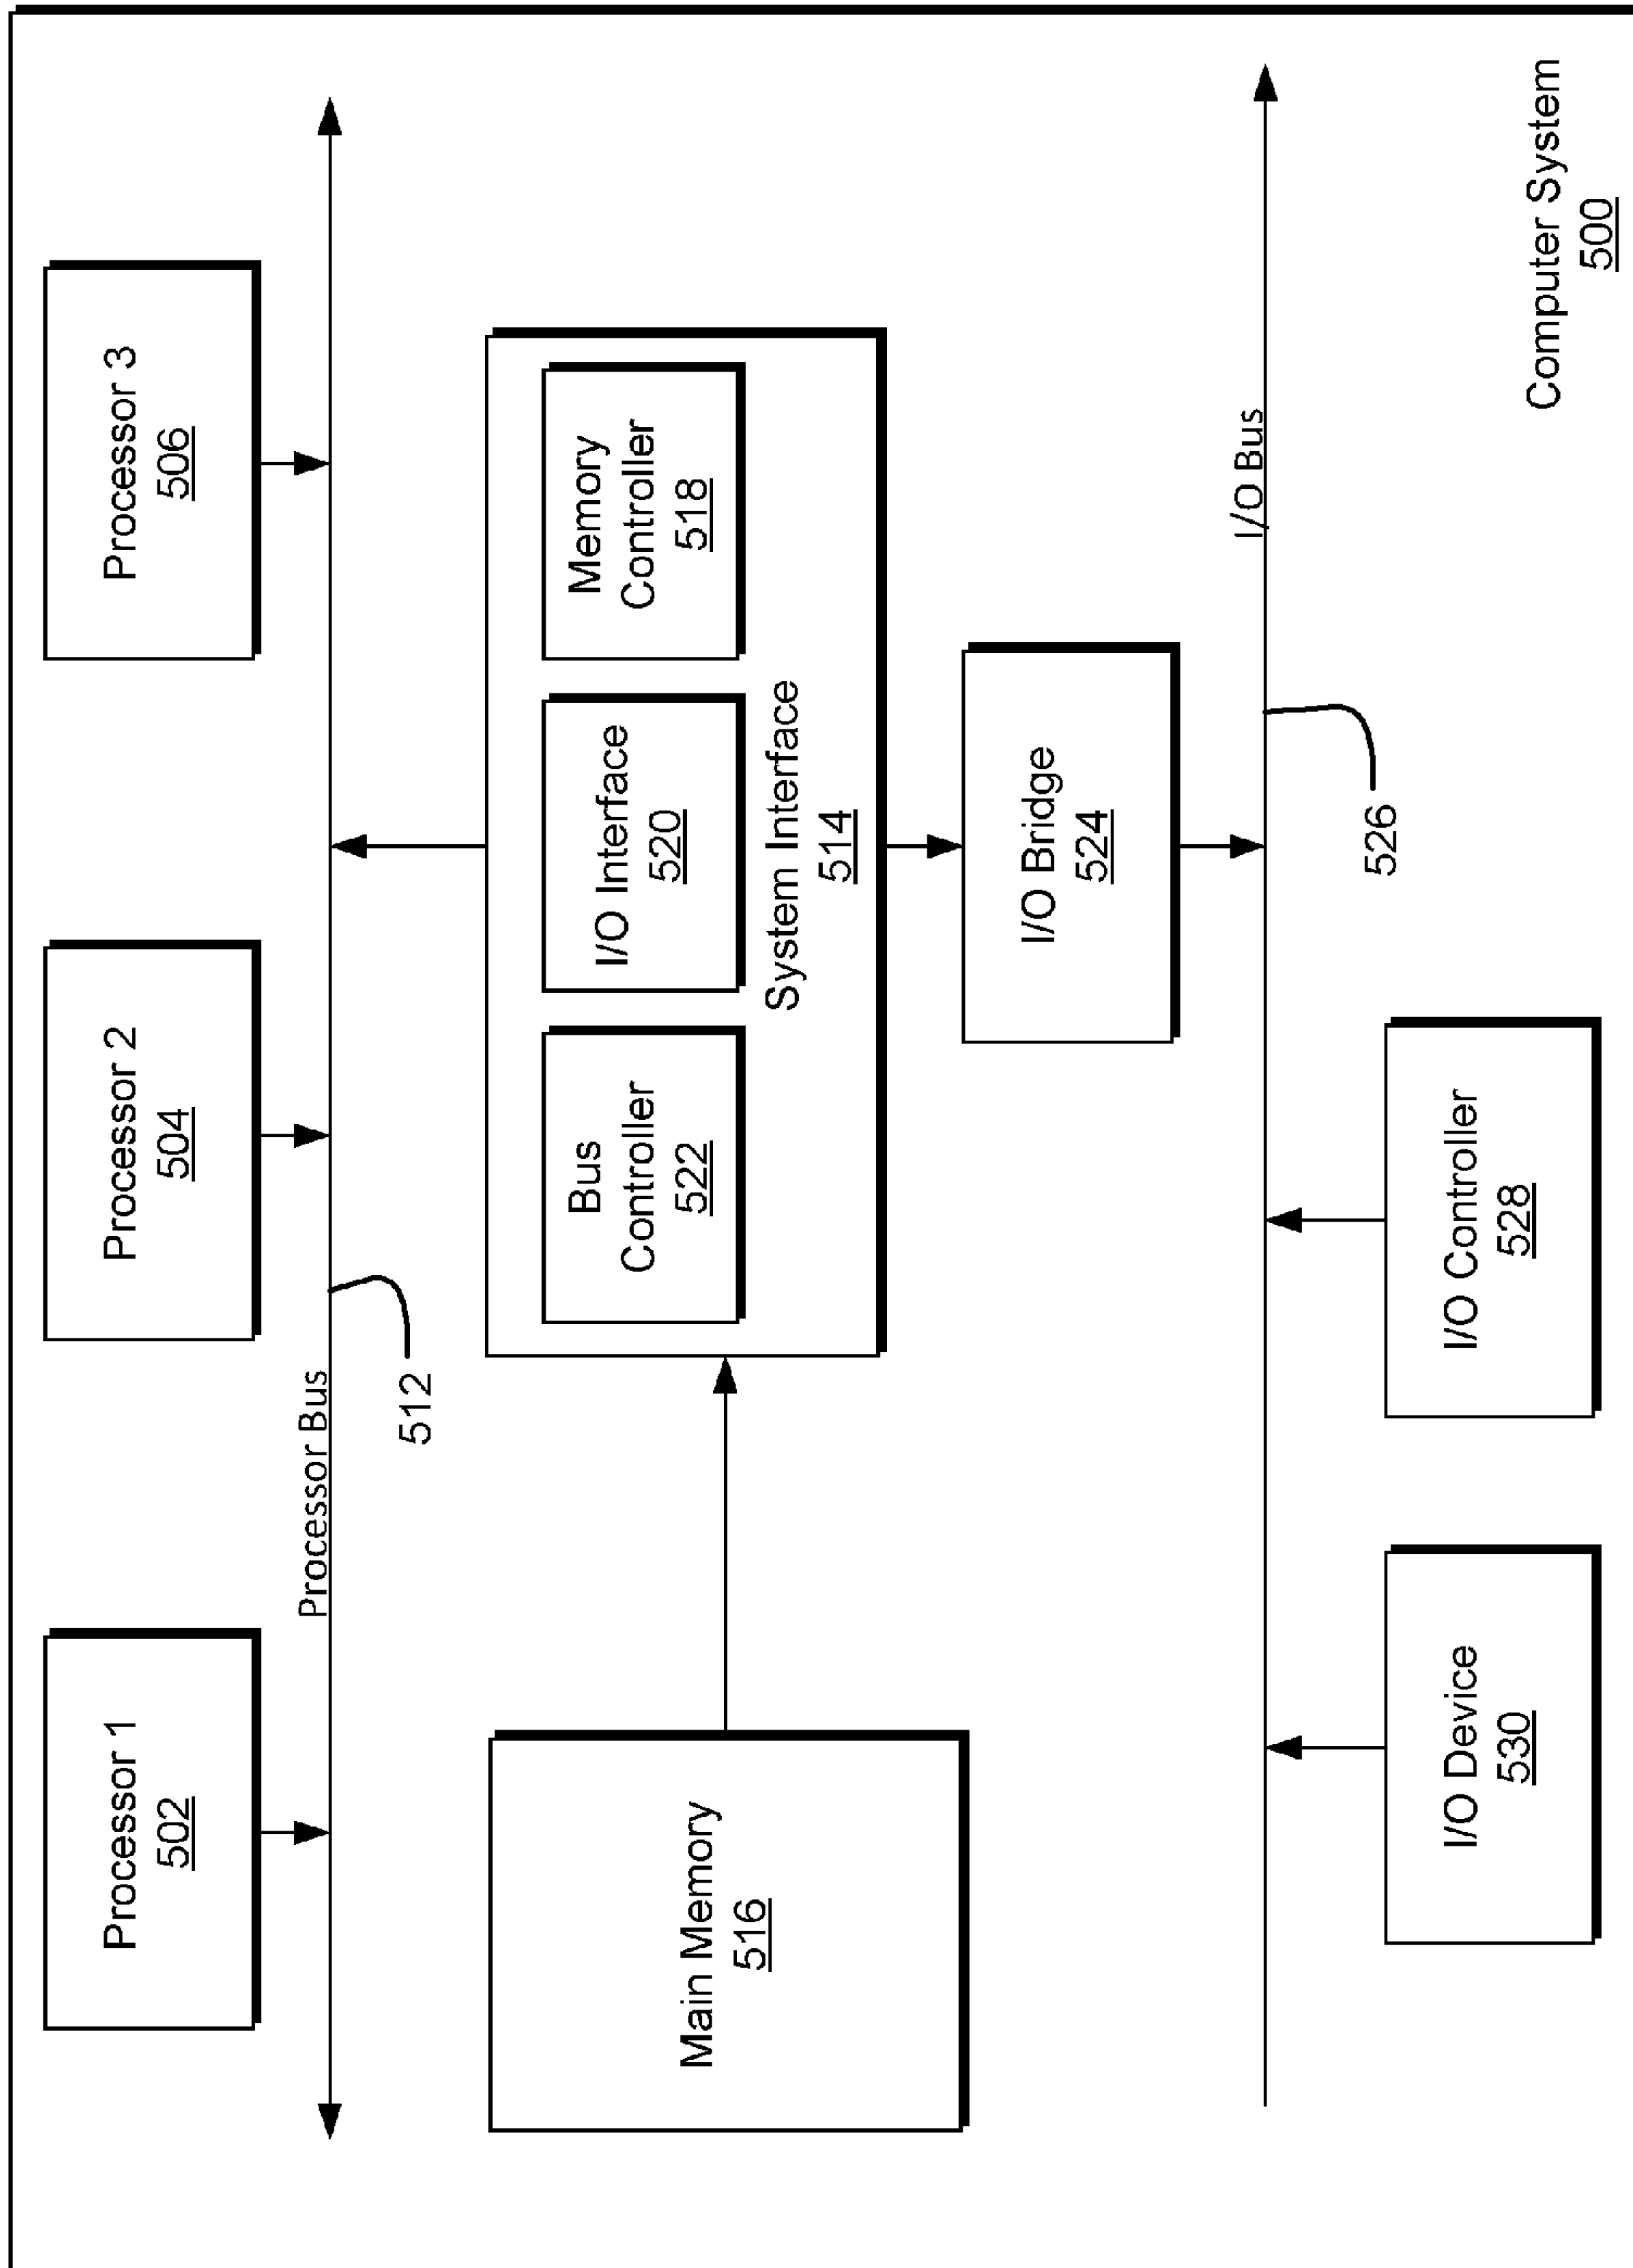 Processor 1
502
Processor 2
504
Processor 3
506
Processor Bus
512
Main Memory
516
Bus
Controller
522
I/O Interface
520
Memory
Controller
518
System Interface
514
I/O Bridge
524
I/O Bus
526
I/O Device
530
I/O Controller
528
Computer System
500